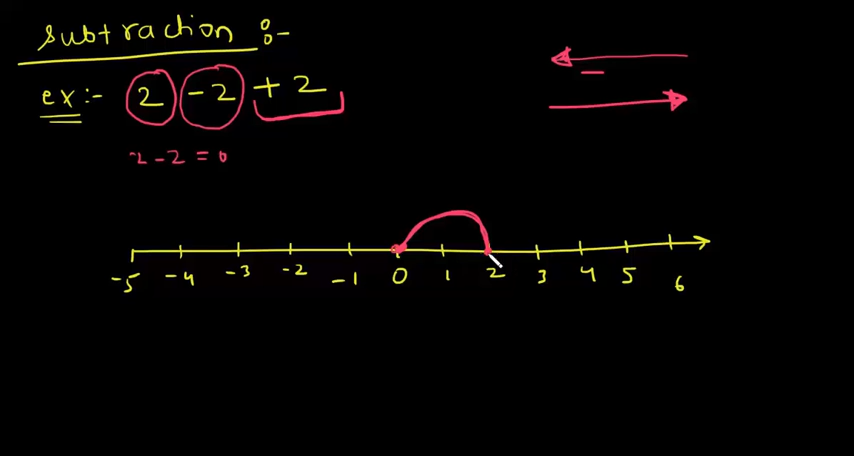 subtraction :-
ex:- 2 -2 +2
-
2 - 2 = 0
-5 -4 -3 -2 -1 0 1 2 3 4 5 6